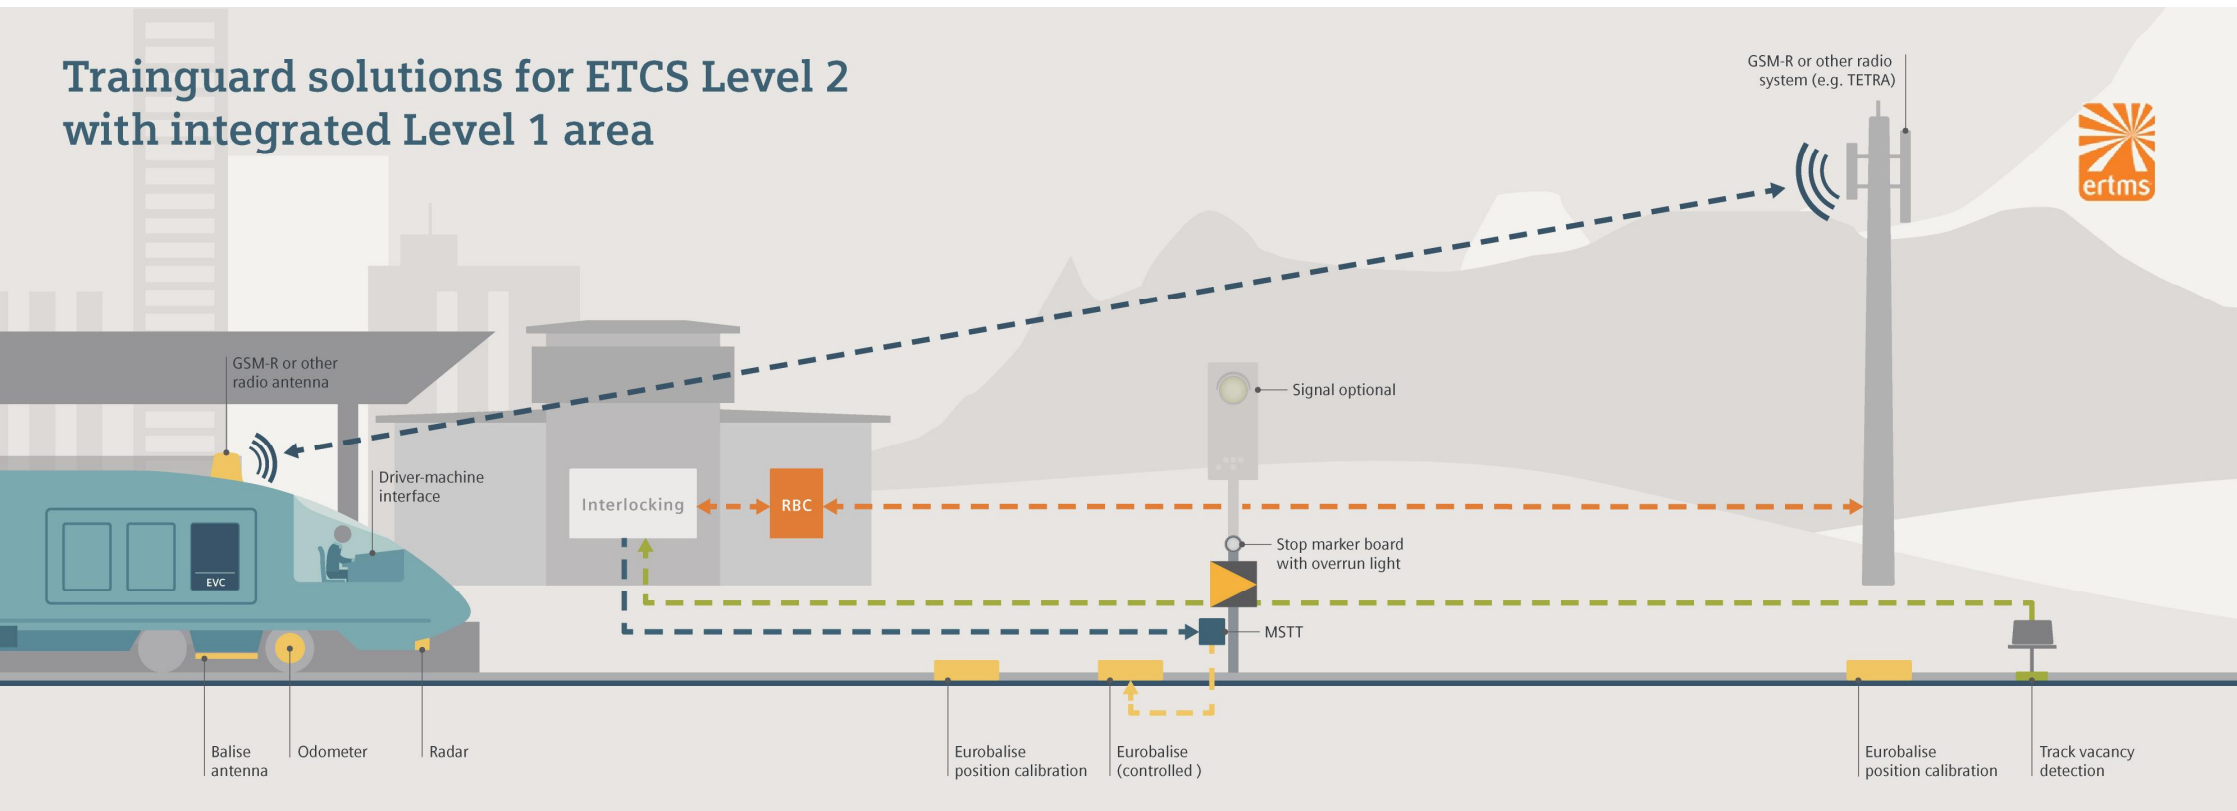 Trainguard solutions for ETCS Level 2
with integrated Level 1 area
GSM-R or other radio
system (e.g. TETRA)
ertms
GSM-R or other
radio antenna
Signal optional
Driver-machine
interface
Interlocking
RBC
Stop marker board
with overrun light
EVC
MSTT
Balise
antenna
Odometer
Radar
Eurobalise
position calibration
Eurobalise
(controlled )
Eurobalise
position calibration
Track vacancy
detection